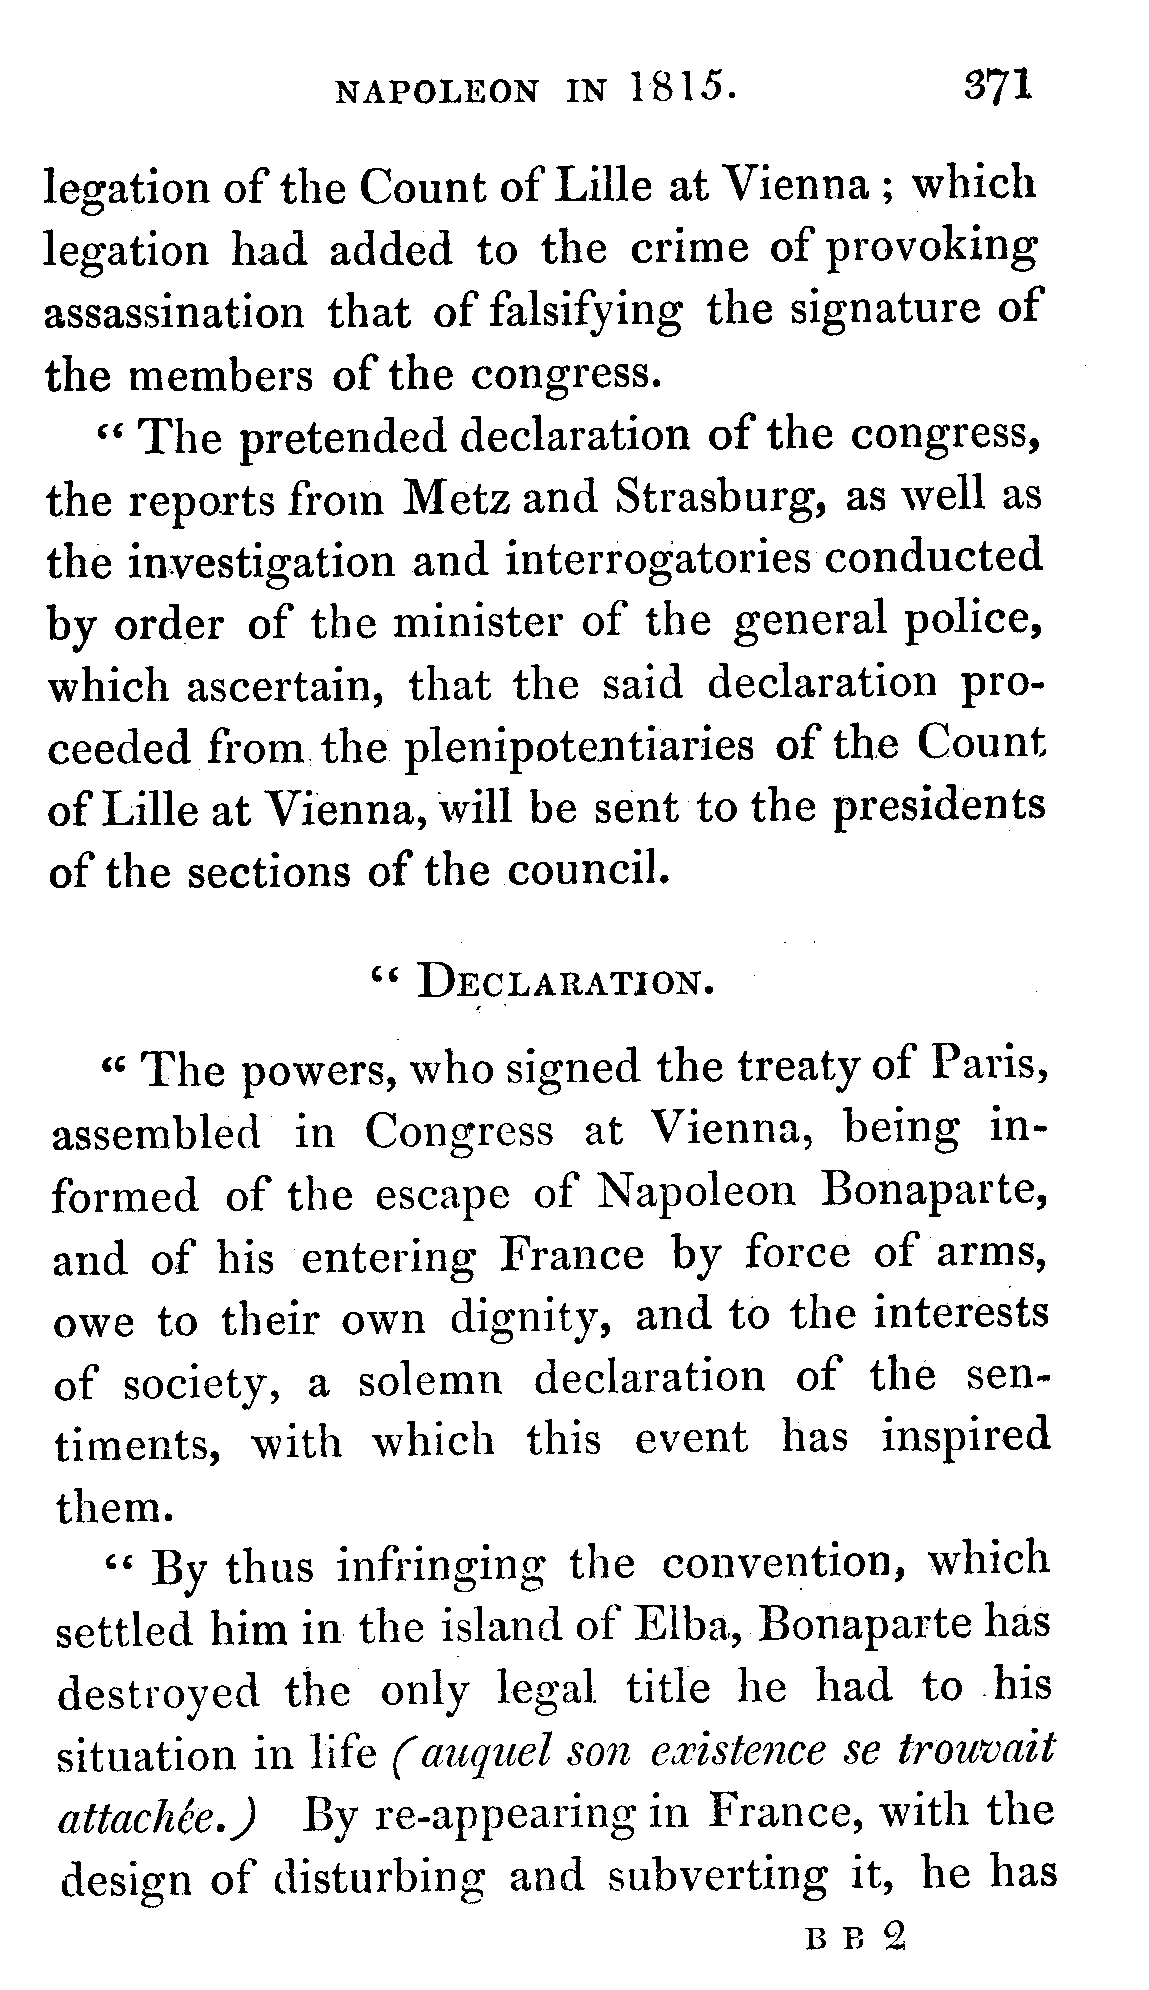 NAPOLEON IN 1815. 371
legation of the Count of Lille at Vienna; which
legation had added to the crime of provoking
assassination that of falsifying the signature of
the members of the congress.
“ The pretended declaration of the congress,
the reports from Metz and Strasburg, as well as
the investigation and interrogatories conducted
by order of the minister of the general police,
which ascertain, that the said declaration pro-
ceeded from the plenipotentiaries of the Count
of Lille at Vienna, will be sent to the presidents
of the sections of the council.
“ DECLARATION.
“ The powers, who signed the treaty of Paris,
assembled in Congress at Vienna, being in-
formed of the escape of Napoleon Bonaparte,
and of his entering France by force of arms,
owe to their own dignity, and to the interests
of society, a solemn declaration of the sen-
timents, with which this event has inspired
them.
“ By thus infringing the convention, which
settled him in the island of Elba, Bonaparte has
destroyed the only legal title he had to his
situation in life (auquel son existence se trouvait
attachée.) By re-appearing in France, with the
design of disturbing and subverting it, he has
B B 2